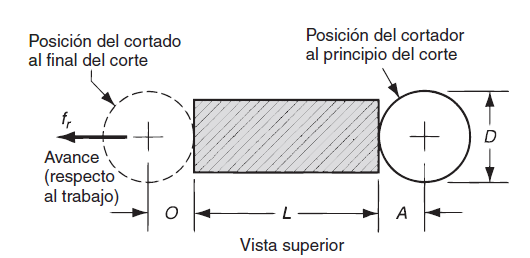 Posición del cortado
al final del corte
Posición del cortador
al principio del corte
fr
Avance
(respecto
al trabajo)
D
O
L
A
Vista superior